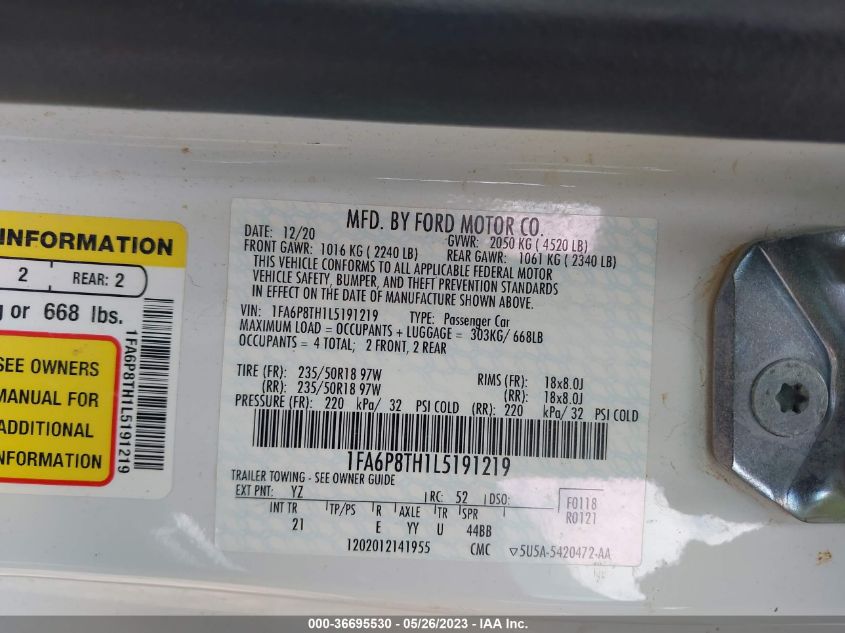 INFORMATION
2 REAR: 2
or 668 lbs.
SEE OWNERS
MANUAL FOR
ADDITIONAL
INFORMATION
1FA6P8TH1L5191219
MFD. BY FORD MOTOR CO.
DATE: 12/20 GVWR: 2050 KG ( 4520 LB)
FRONT GAWR: 1016 KG ( 2240 LB) REAR GAWR: 1061 KG ( 2340 LB)
THIS VEHICLE CONFORMS TO ALL APPLICABLE FEDERAL MOTOR
VEHICLE SAFETY, BUMPER, AND THEFT PREVENTION STANDARDS
IN EFFECT ON THE DATE OF MANUFACTURE SHOWN ABOVE.
VIN: 1FA6P8TH1L5191219 TYPE: Passenger Car
MAXIMUM LOAD = OCCUPANTS + LUGGAGE = 303KG/ 668LB
OCCUPANTS = 4 TOTAL; 2 FRONT, 2 REAR
TIRE (FR): 235/50R18 97W RIMS (FR): 18x8.0J
(RR): 235/50R18 97W (RR): 18x8.0J
PRESSURE (FR): 220 kPa/ 32 PSI COLD (RR): 220 kPa/ 32 PSI COLD
1FA6P8TH1L5191219
TRAILER TOWING - SEE OWNER GUIDE
EXT PNT: YZ RC: 52 DSO: F0118
R0121
INT TR TP/PS R AXLE TR SPR
21 E YY U 44BB
1202012141955 CMC ▽5U5A-5420472-AA
000-36695530 - 05/26/2023 - IAA Inc.